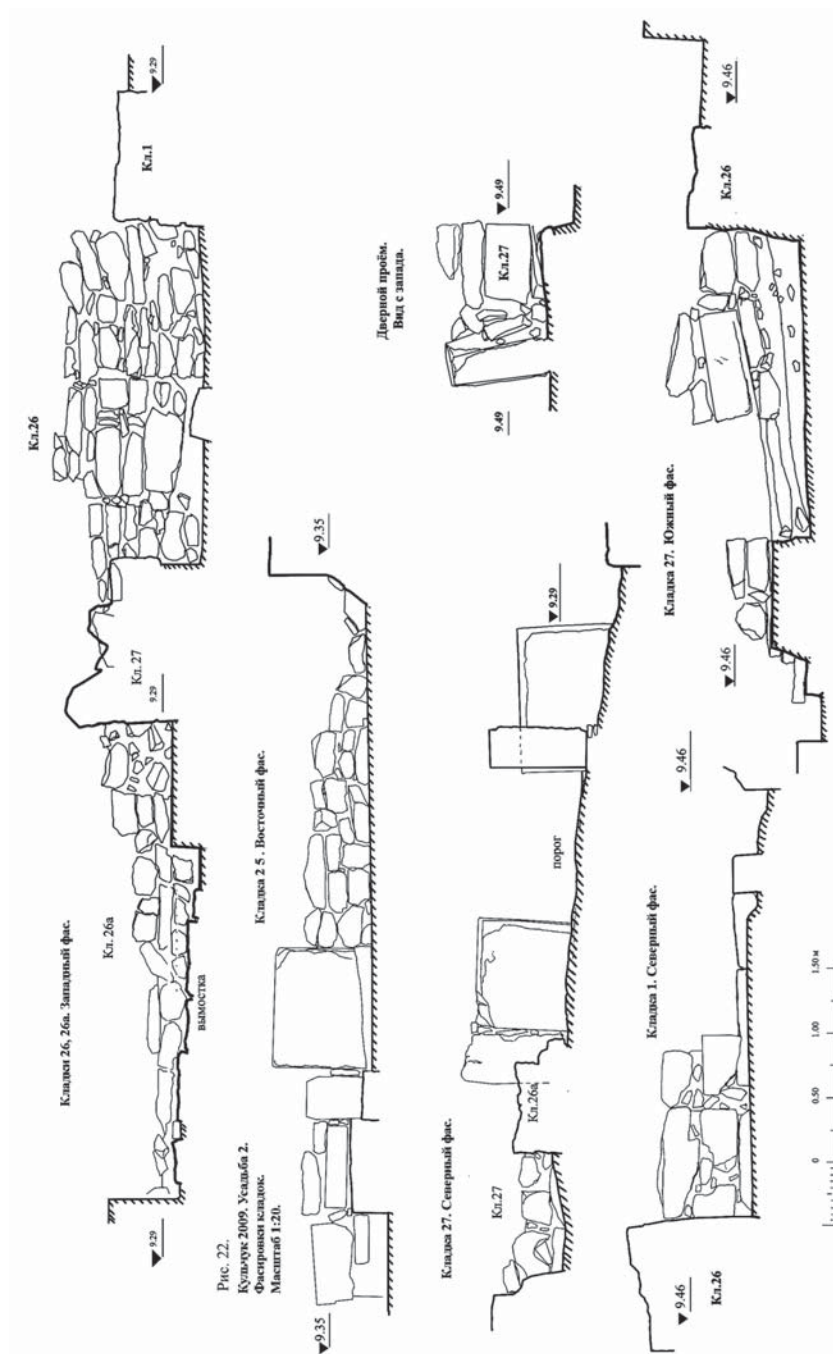 Кладки 26, 26а. Западный фас.
Кл.26
Кл. 26а
Кл. 27
Кл.1
9.29
9.29
9.29
вымостка
Рис. 22.
Кульчук 2009. Усадьба 2.
Фасировки кладок.
Масштаб 1:20.
Кладка 2 5 . Восточный фас.
9.35
9.35
Дверной проём.
Вид с запада.
9.49
Кл.27
9.49
Кладка 27. Северный фас.
Кл.27
Кл.26а
порог
9.29
Кладка 27. Южный фас.
9.46
Кл.26
9.46
Кладка 1. Северный фас.
9.46
Кл.26
9.46
0 0.50 1.00 1.50 м